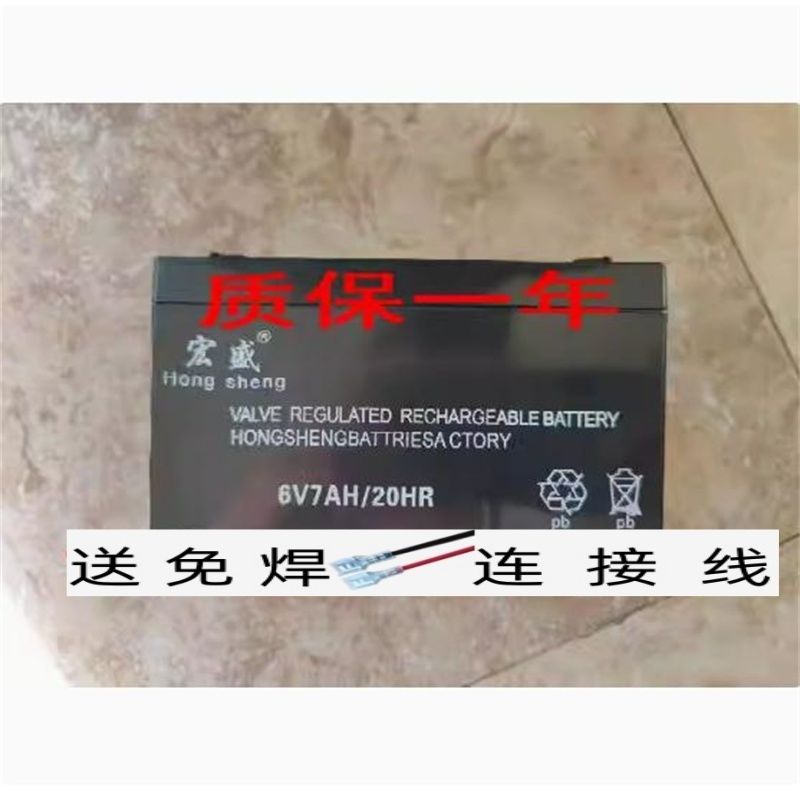 质保一年
宏盛®
Hong sheng
VALVE REGULATED RECHARGEABLE BATTERY
HONGSHENGBATTRIESA CTORY
6V7AH/20HR
pb pb
送免焊 连接线